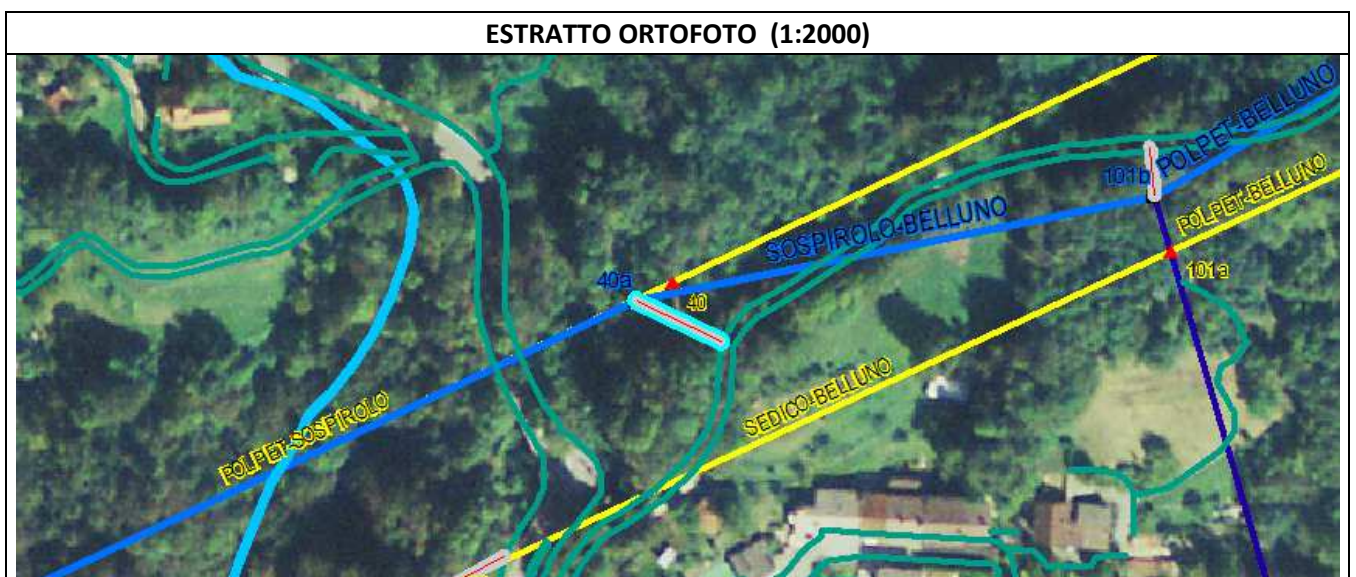 ESTRATTO ORTOFOTO (1:2000)
POLPET-BELLUNO
101b
POLPET-BELLUNO
SOSPIROLO-BELLUNO
101a
40a
40
SEDICO-BELLUNO
POLPET-SOSPIROLO